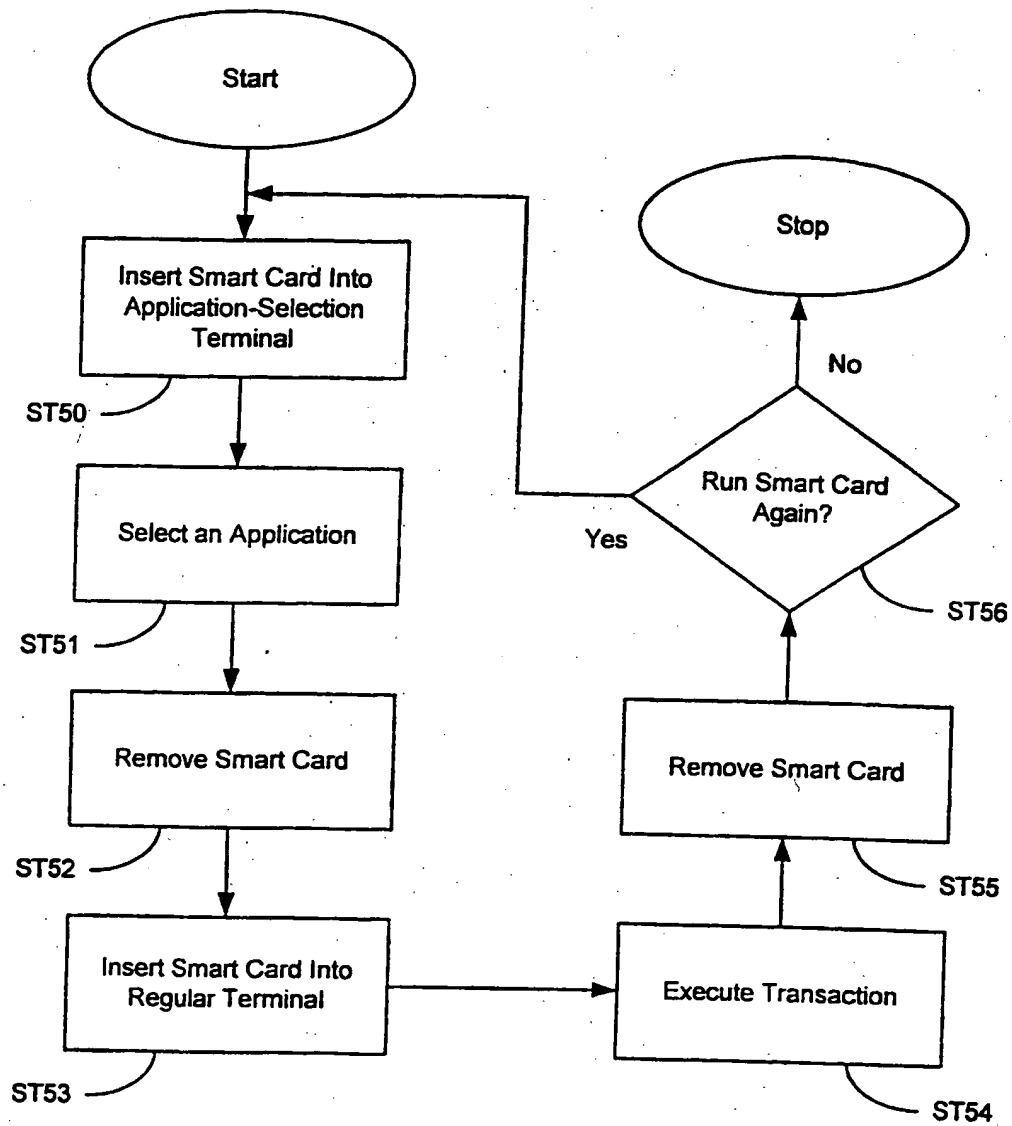 Start
Insert Smart Card Into
Application-Selection
Terminal
ST50
Select an Application
ST51
Remove Smart Card
ST52
Insert Smart Card Into
Regular Terminal
ST53
Execute Transaction
ST54
Remove Smart Card
ST55
Run Smart Card
Again?
ST56
Yes
No
Stop